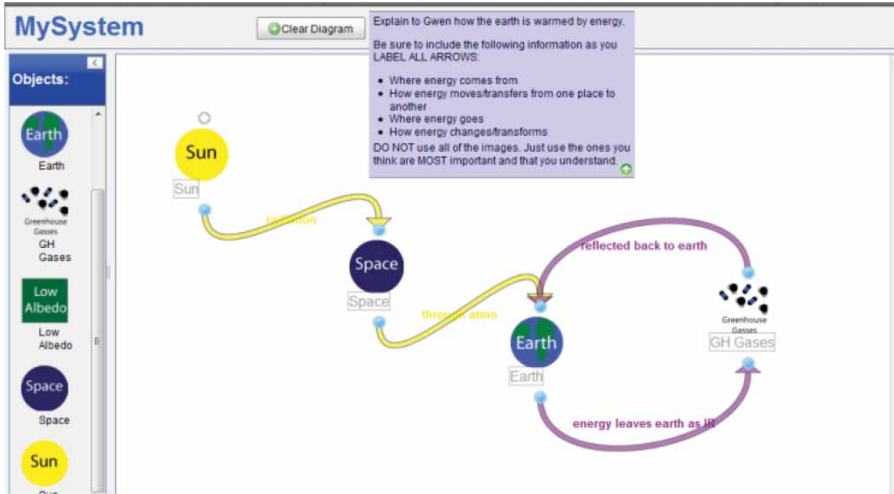 MySystem
Clear Diagram
Explain to Gwen how the earth is warmed by energy.
Be sure to include the following information as you
LABEL ALL ARROWS:
• Where energy comes from
• How energy moves/transfers from one place to
another
• Where energy goes
• How energy changes/transforms
DO NOT use all of the images. Just use the ones you
think are MOST important and that you understand.
Objects:
Earth
Earth
Greenhouse
Gasses
GH
Gases
Low
Albedo
Low
Albedo
Space
Space
Sun
Sun
Sun
Sun
radiation
Space
Space
through atmo
Earth
Earth
reflected back to earth
Greenhouse
Gasses
GH Gases
energy leaves earth as IR